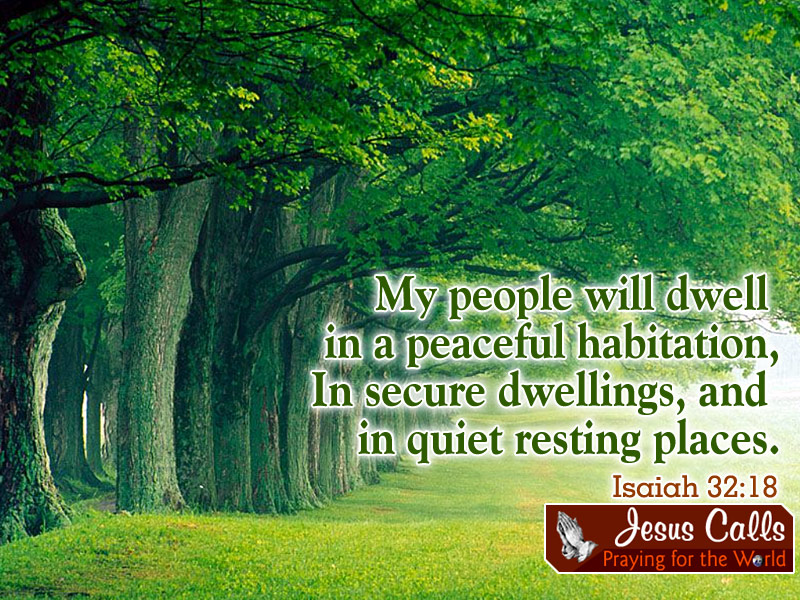 My people will dwell
in a peaceful habitation,
In secure dwellings, and
in quiet resting places.
Isaiah 32:18
Jesus Calls
Praying for the World